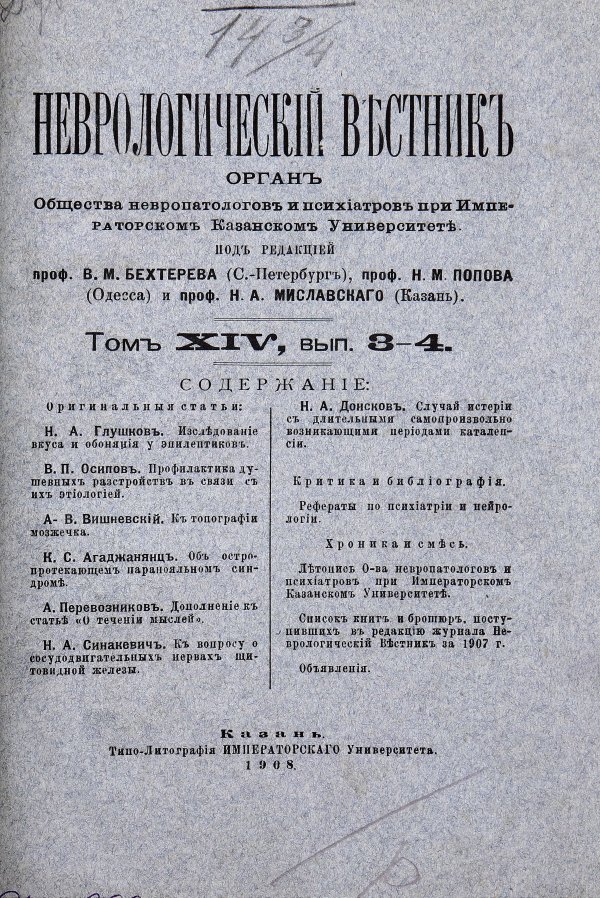 14 3/4
НЕВРОЛОГИЧЕСКІЙ ВѢСТНИКЪ
ОРГАНЪ
Общества невропатологовъ и психіатровъ при Импе-
раторскомъ Казанскомъ Университетѣ.
ПОДЪ РЕДАКЦІЕЙ
проф. В. М. БЕХТЕРЕВА (С.-Петербургъ), проф. Н. М. ПОПОВА
(Одесса) и проф. Н. А. МИСЛАВСКАГО (Казань).
Томъ XIV, вып. 3-4.
СОДЕРЖАНІЕ:
Оригинальныя статьи:
Н. А. Глушковъ. Изслѣдованіе
вкуса и обонянія у эпилептиковъ.
В. П. Осиповъ. Профилактика ду-
шевныхъ разстройствъ въ связи съ
ихъ этіологіей.
А- В. Вишневскій. Къ топографіи
мозжечка.
К. С. Агаджанянцъ. Объ остро-
протекающемъ паранояльномъ син-
дромѣ.
А. Перевозниковъ. Дополненіе къ
статьѣ «О теченіи мыслей».
Н. А. Синакевичъ. Къ вопросу о
сосудодвигательныхъ нервахъ щи-
товидной железы.
Н. А. Донсковъ. Случай истеріи
съ длительными самопроизвольно
возникающими періодами каталеп-
сіи.
Критика и библіографія.
Рефераты по психіатріи и нейро-
логіи.
Хроника и смѣсь.
Лѣтопись О-ва невропатологовъ и
психіатровъ при Императорскомъ
Казанскомъ Университетѣ.
Списокъ книгъ и брошюръ, посту-
пившихъ въ редакцію журнала Не-
врологическій Вѣстникъ за 1907 г.
Объявленія.
Казань.
Типо-Литографія ИМПЕРАТОРСКАГО Университета.
1908.